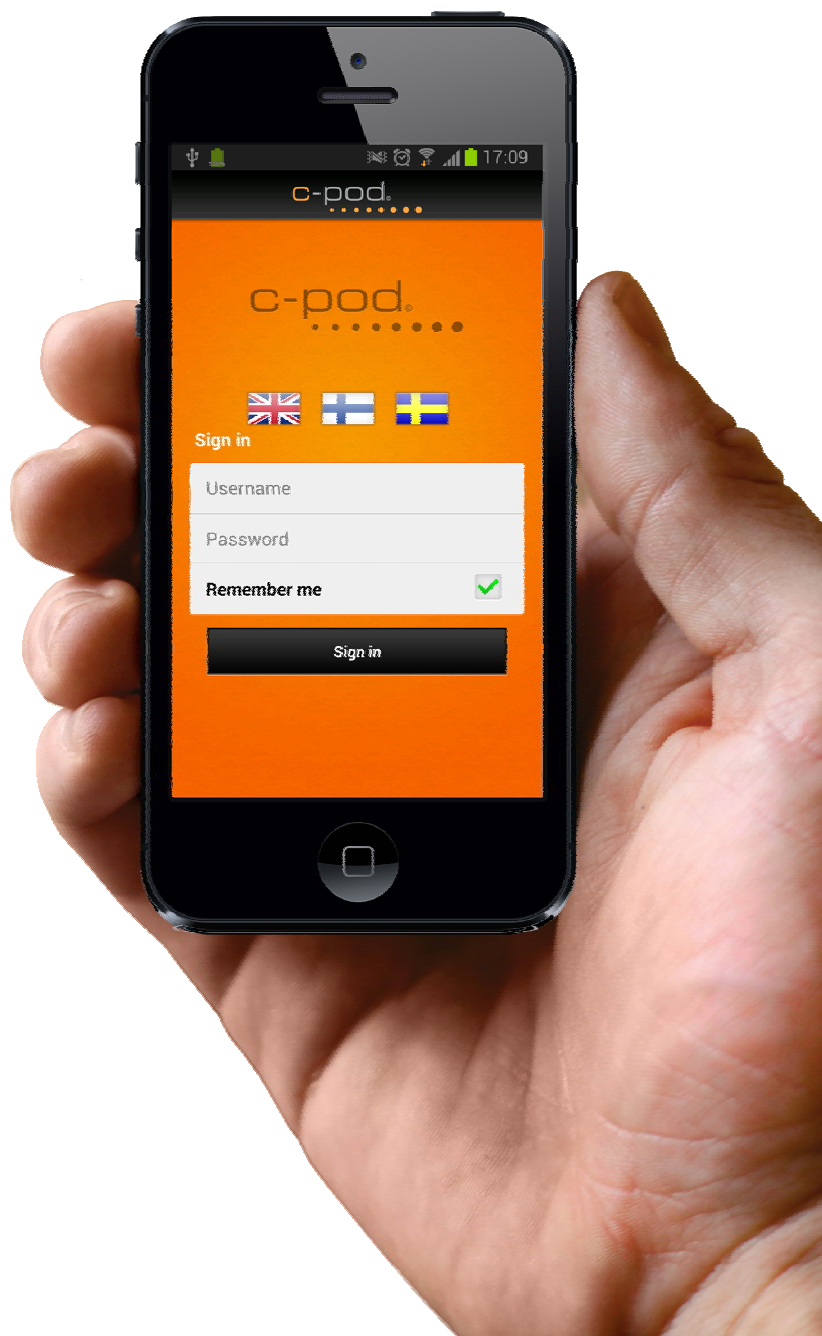 17:09
c-pod®
c-pod©
Sign in
Username
Password
Remember me
Sign in